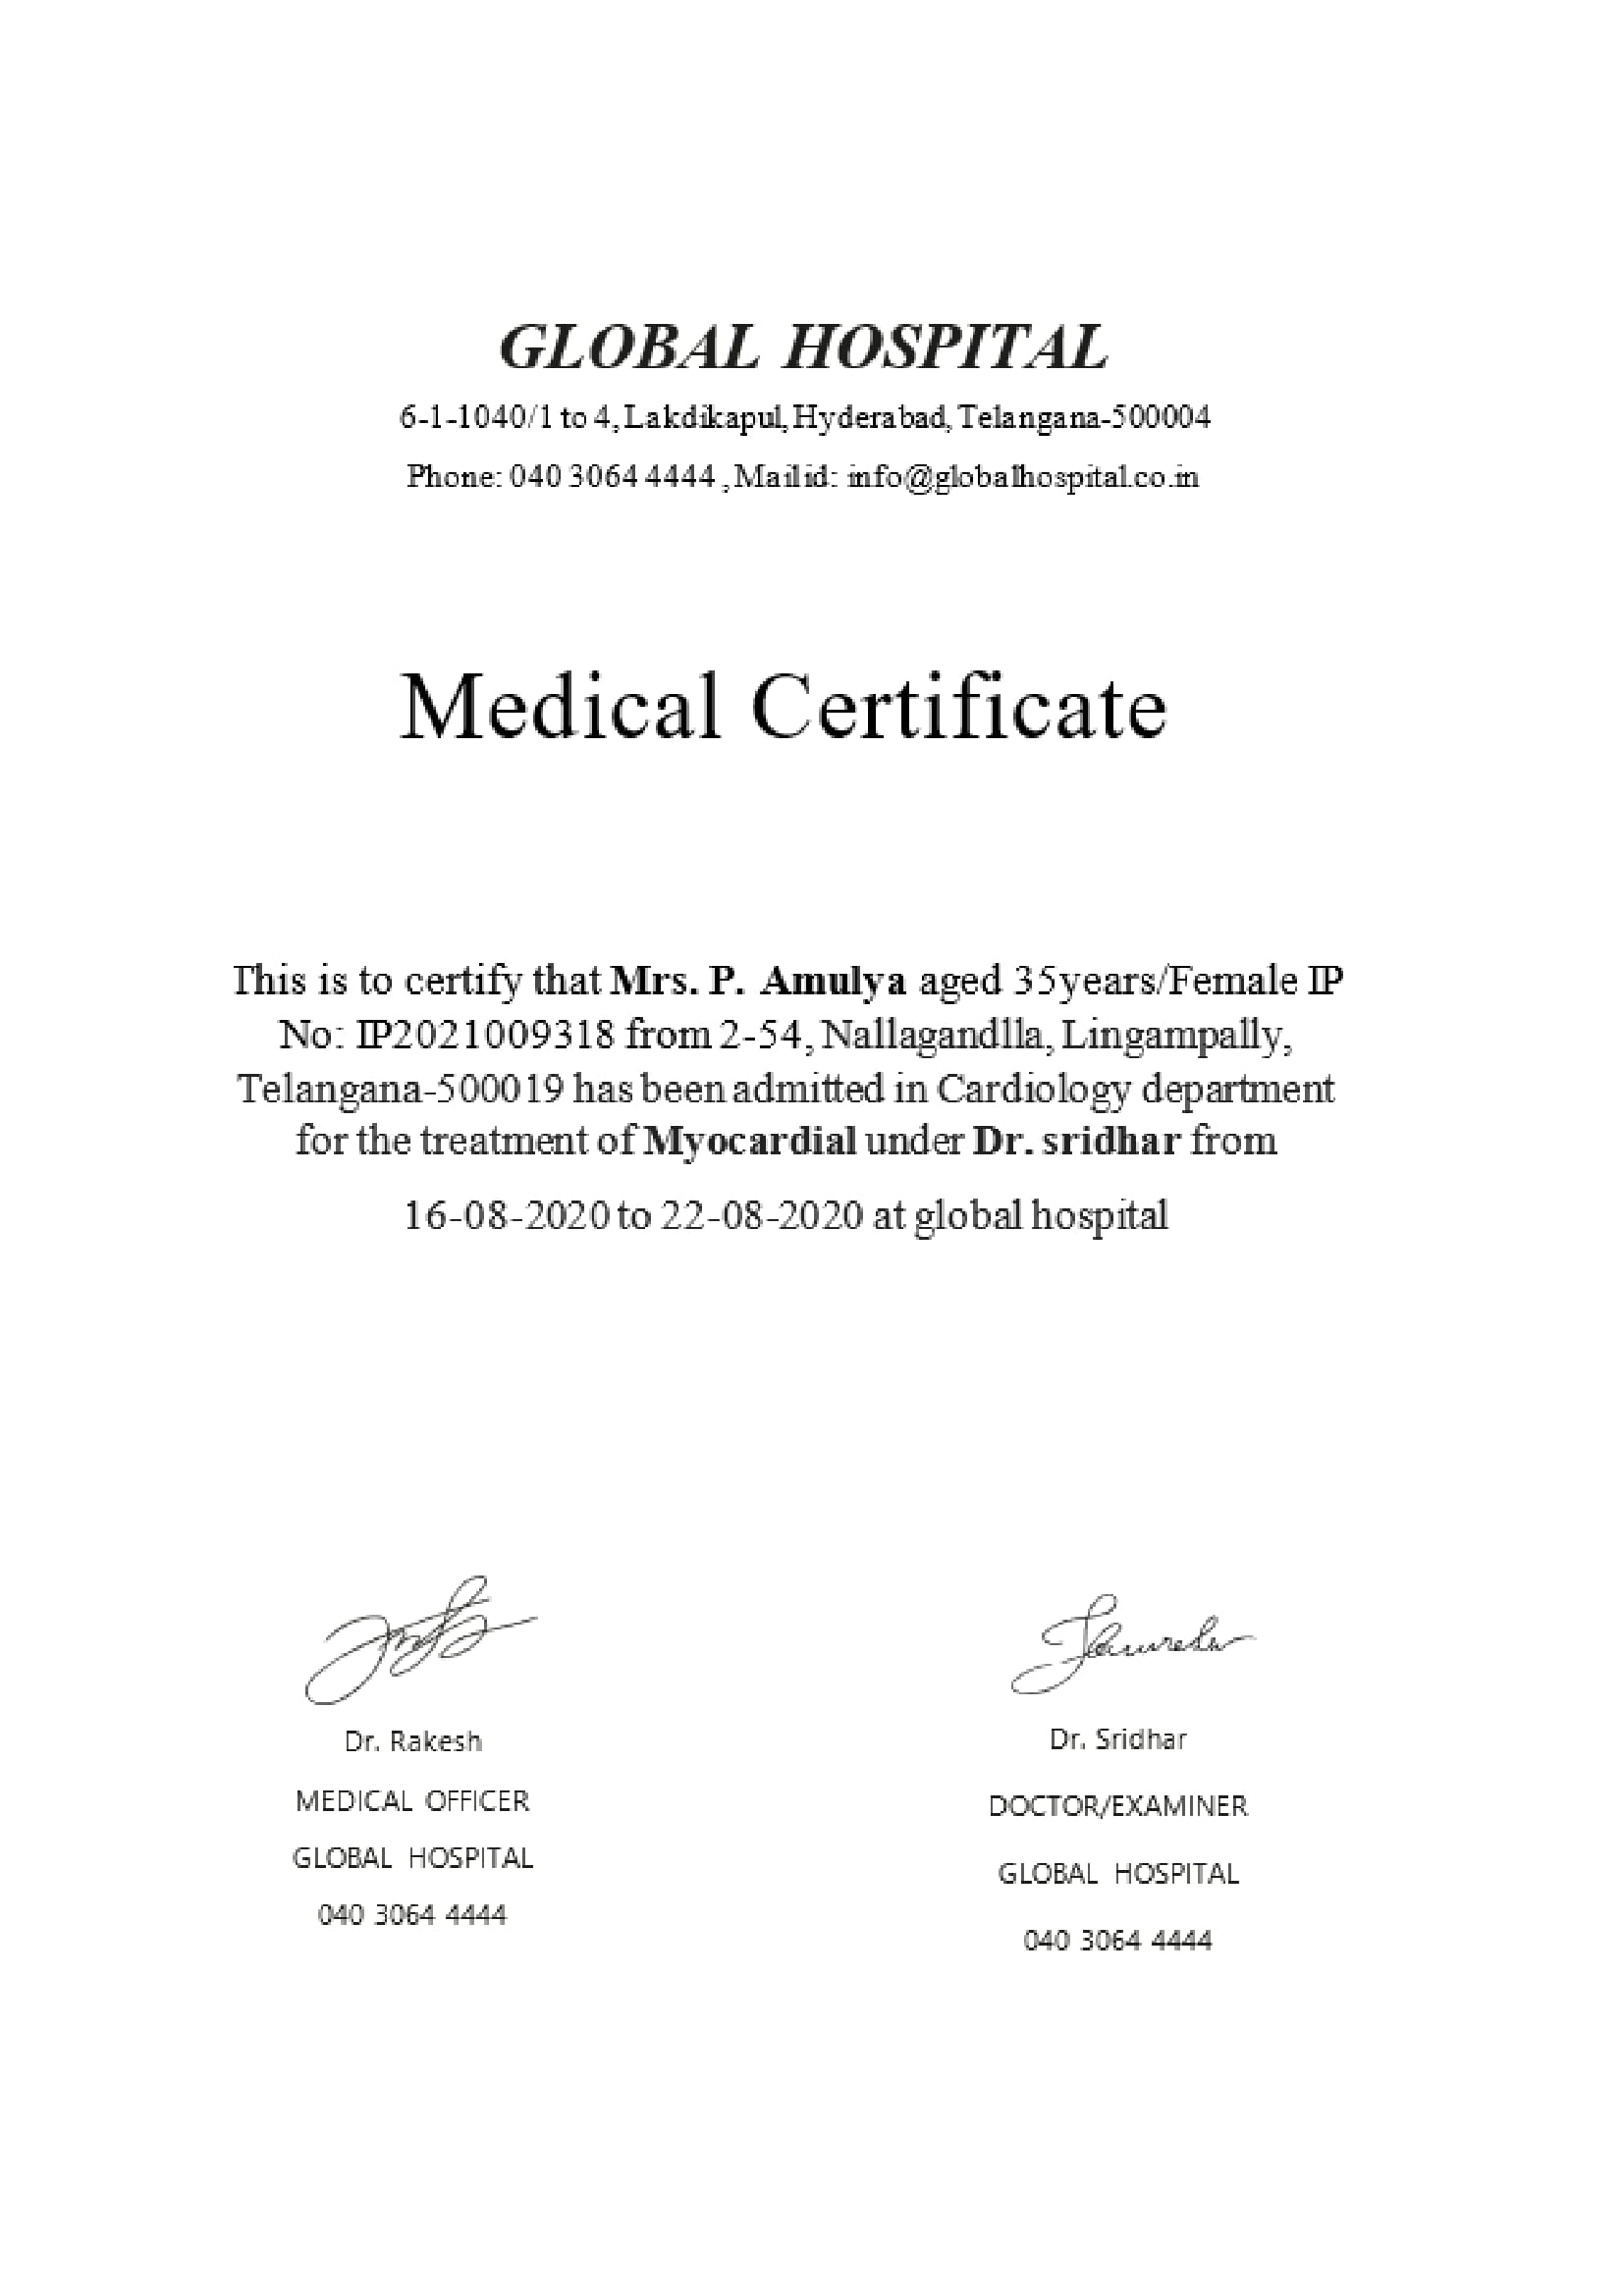 GLOBAL HOSPITAL
6-1-1040/1 to 4, Lakdikapul, Hyderabad, Telangana-500004
Phone: 040 3064 4444 , Mail id: info@globalhospital.co.in
Medical Certificate
This is to certify that Mrs. P. Amulya aged 35years/Female IP
No: IP2021009318 from 2-54, Nallagandlla, Lingampally,
Telangana-500019 has been admitted in Cardiology department
for the treatment of Myocardial under Dr. sridhar from
16-08-2020 to 22-08-2020 at global hospital
Dr. Rakesh
MEDICAL OFFICER
GLOBAL HOSPITAL
040 3064 4444
Dr. Sridhar
DOCTOR/EXAMINER
GLOBAL HOSPITAL
040 3064 4444